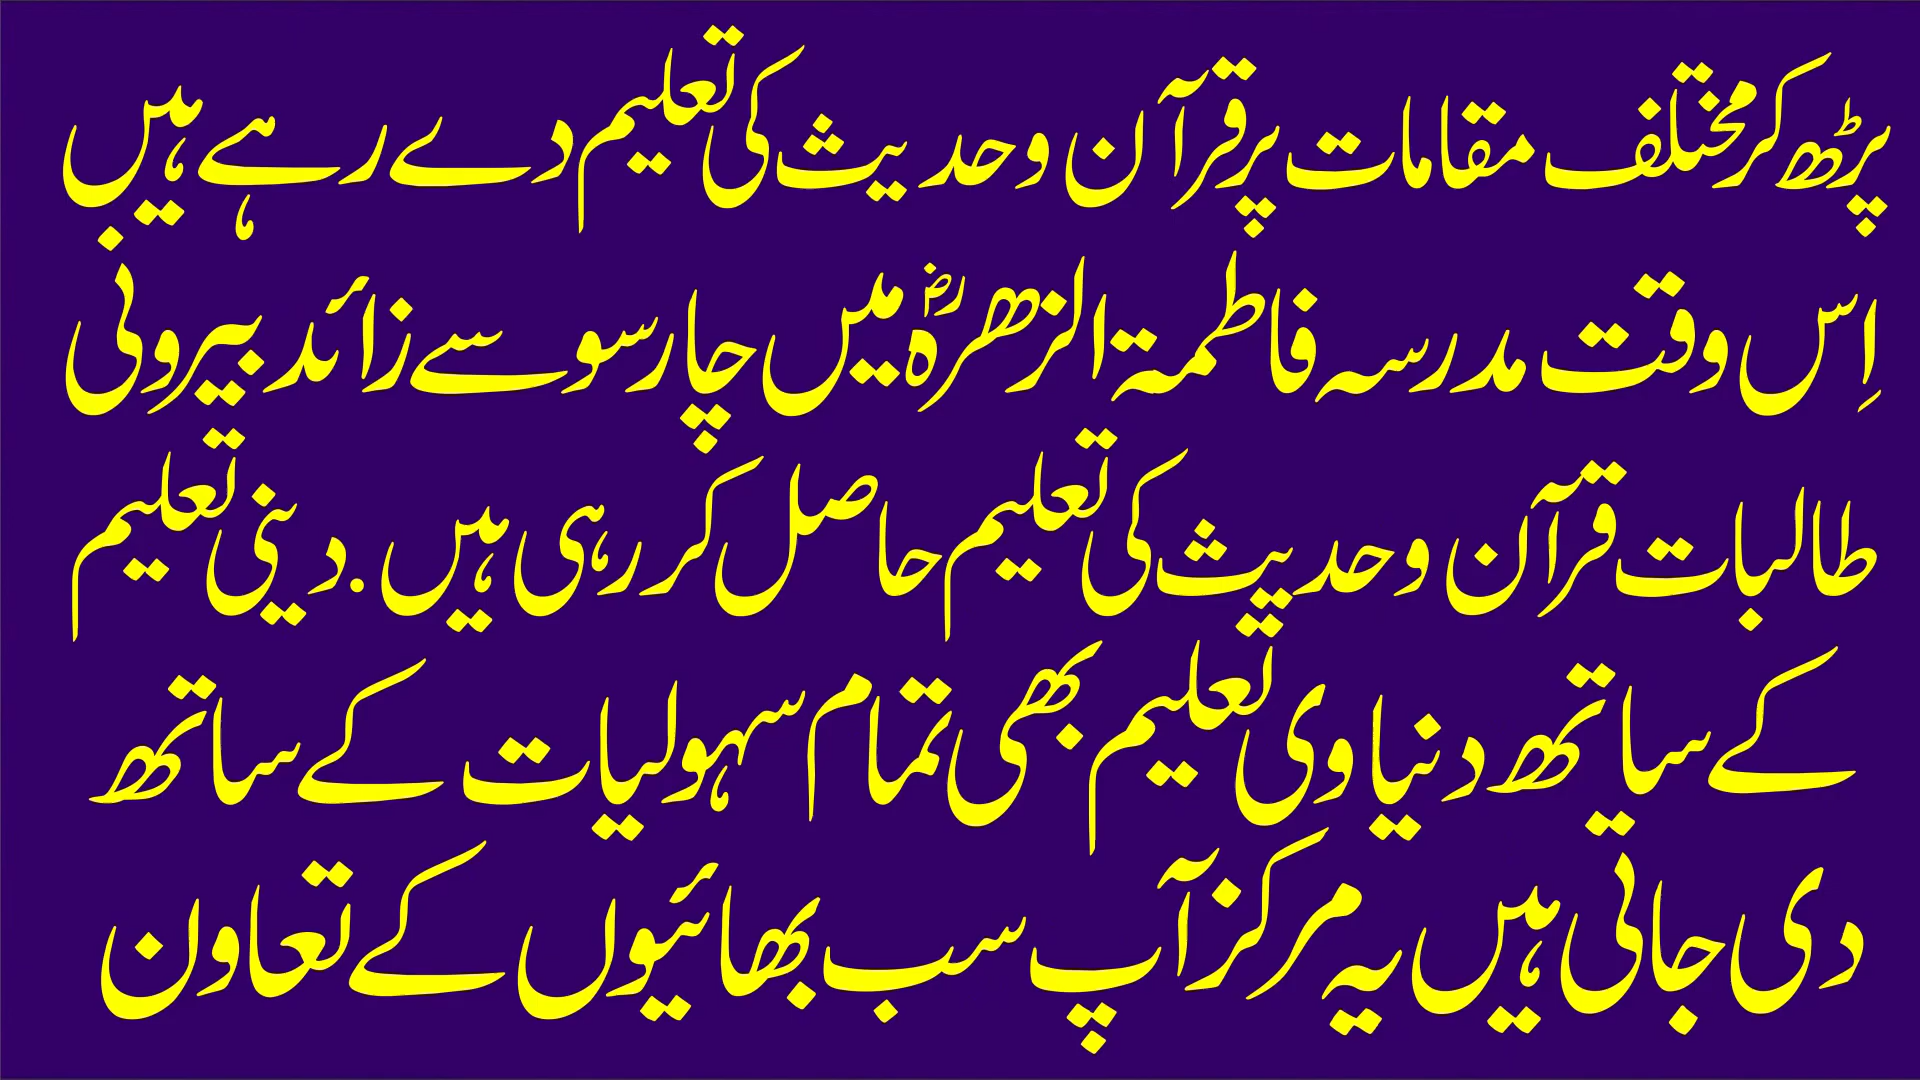 پڑھ کر مختلف مقامات پر قرآن و حدیث کی تعلیم دے رہے ہیں
اِس وقت مدرسہ فاطمۃ الزھرہؓ میں چار سو سے زائد بیرونی
طالبات قرآن و حدیث کی تعلیم حاصل کر رہی ہیں . دینی تعلیم
کے ساتھ دنیاوی تعلیم بھی تمام سہولیات کے ساتھ
دی جاتی ہیں یہ مرکز آپ سب بھائیوں کے تعاون